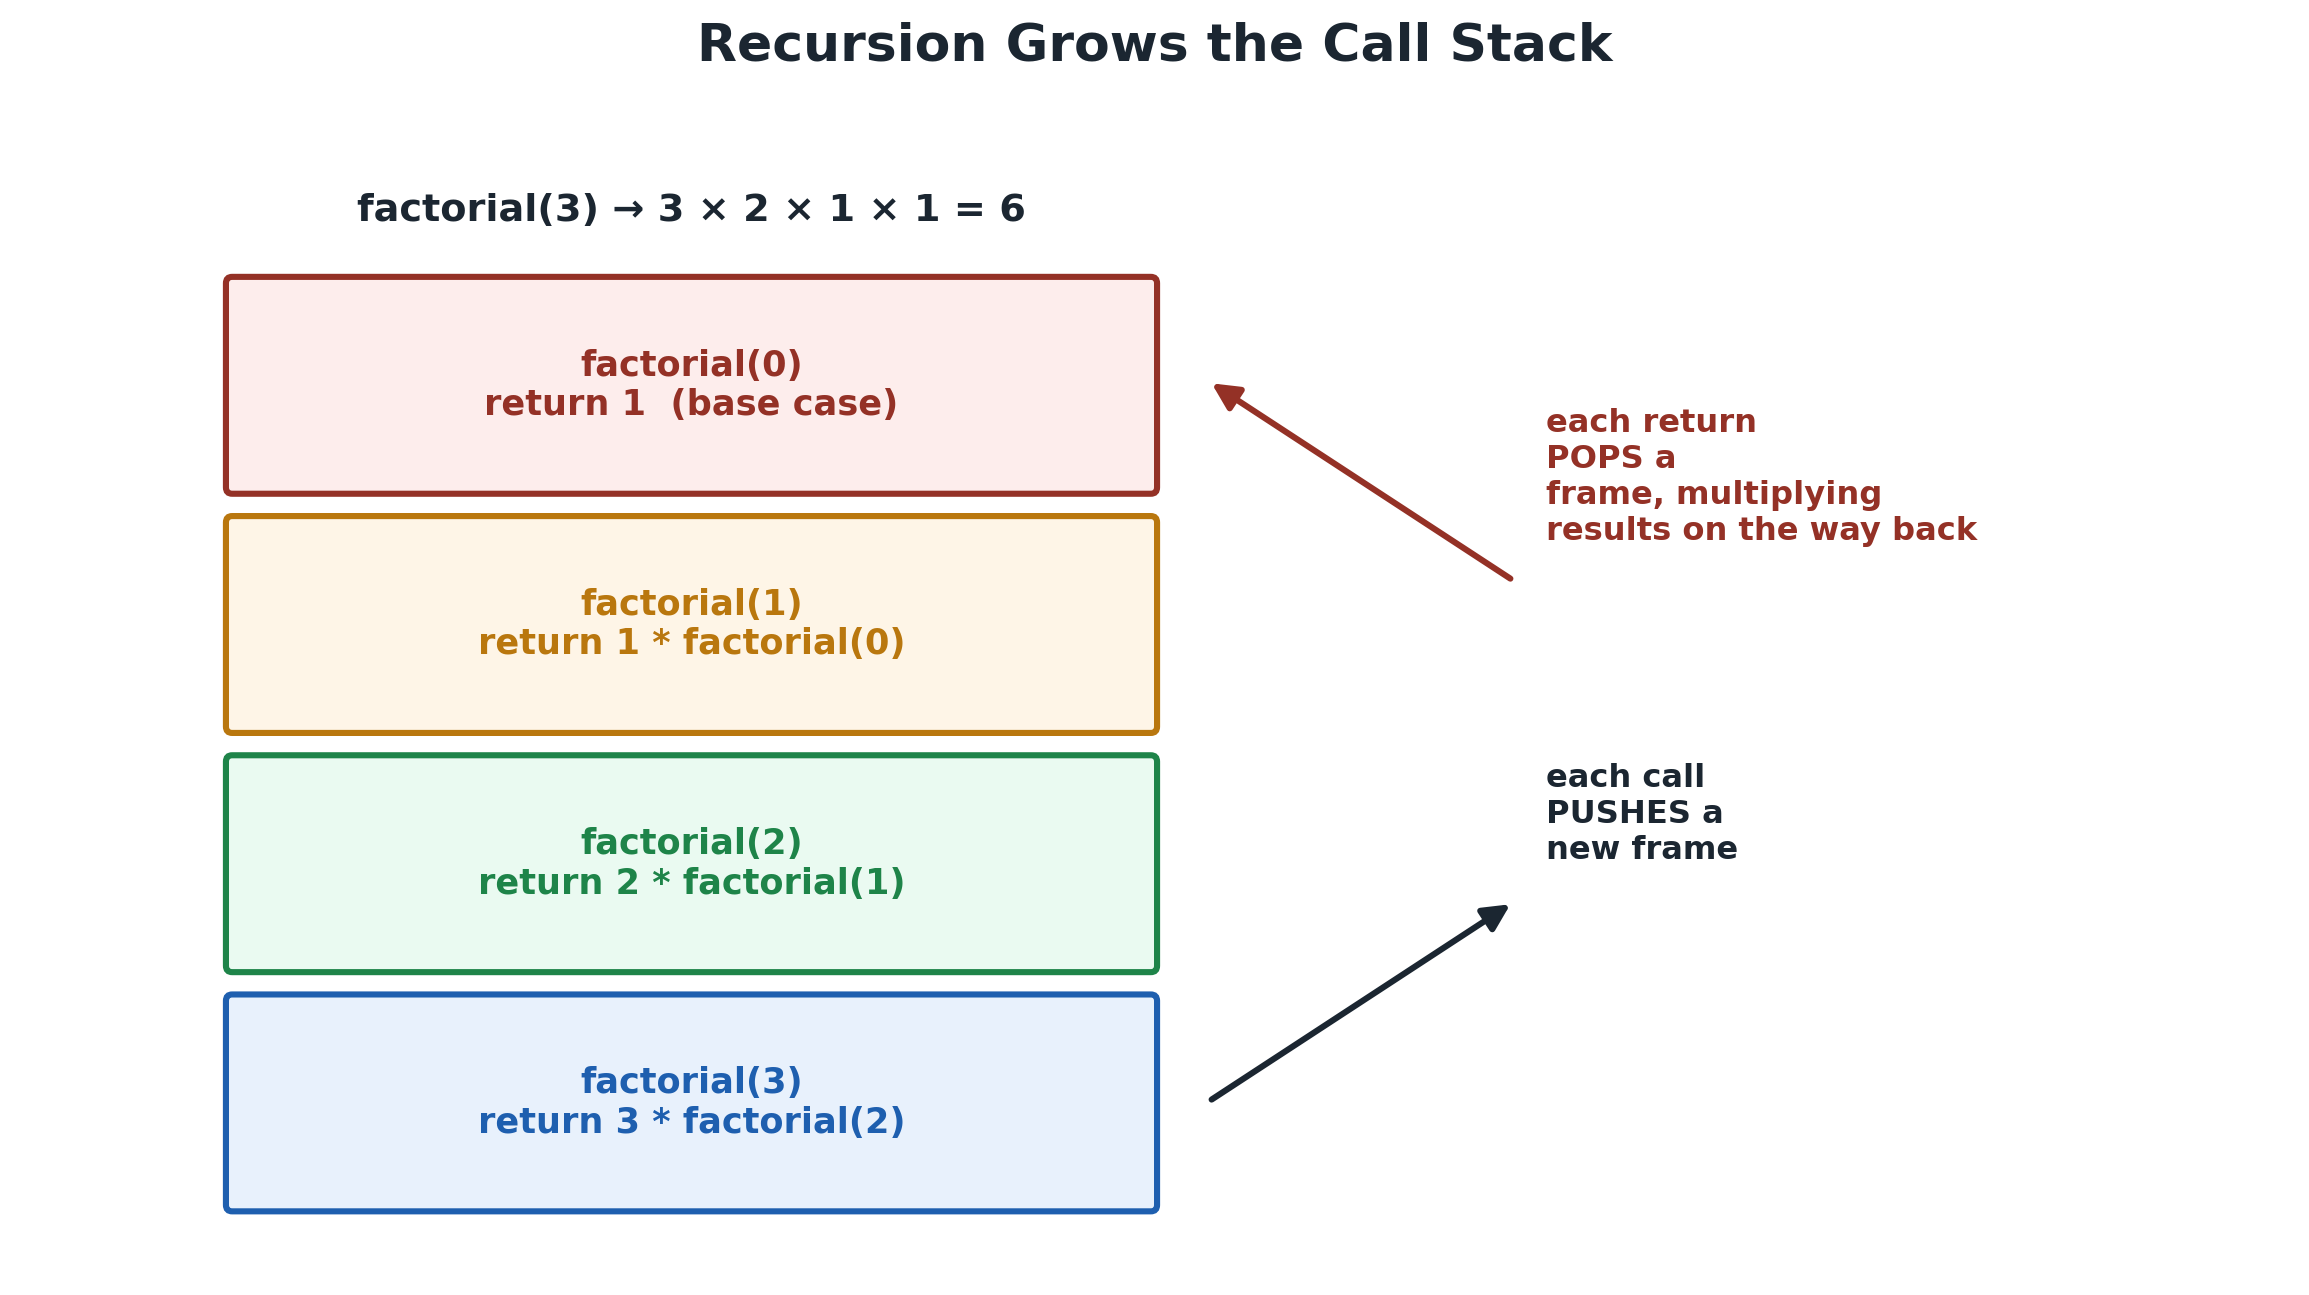 Recursion Grows the Call Stack
factorial(3) → 3 × 2 × 1 × 1 = 6
factorial(0)
return 1  (base case)
factorial(1)
return 1 * factorial(0)
factorial(2)
return 2 * factorial(1)
factorial(3)
return 3 * factorial(2)
each return
POPS a
frame, multiplying
results on the way back
each call
PUSHES a
new frame